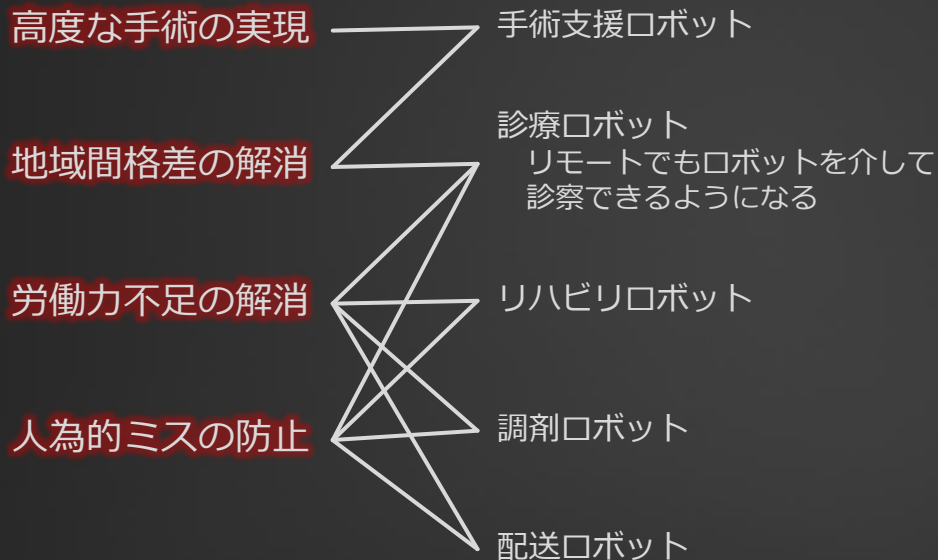 高度な手術の実現
地域間格差の解消
労働力不足の解消
人為的ミスの防止
手術支援ロボット
診療ロボット
リモートでもロボットを介して
診察できるようになる
リハビリロボット
調剤ロボット
配送ロボット